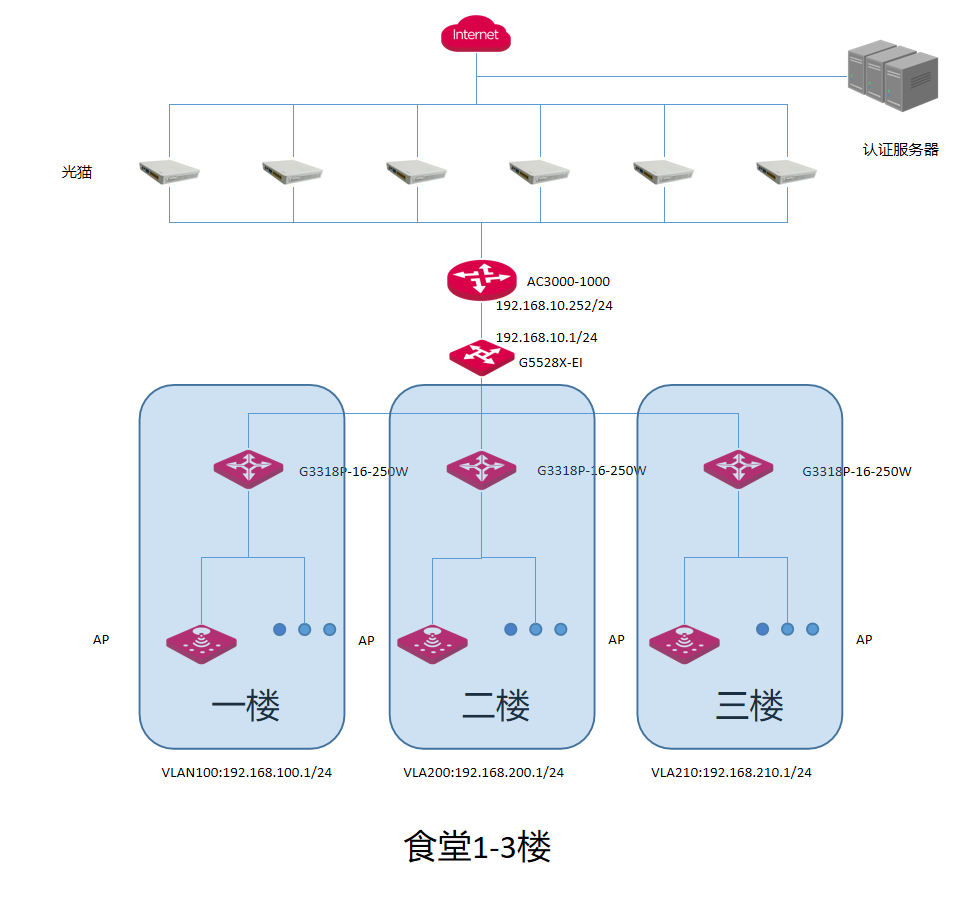 Internet
认证服务器
光猫
AC3000-1000
192.168.10.252/24
192.168.10.1/24
G5528X-EI
G3318P-16-250W
G3318P-16-250W
G3318P-16-250W
AP
AP
AP
AP
一楼
二楼
三楼
VLAN100:192.168.100.1/24
VLA200:192.168.200.1/24
VLA210:192.168.210.1/24
食堂1-3楼